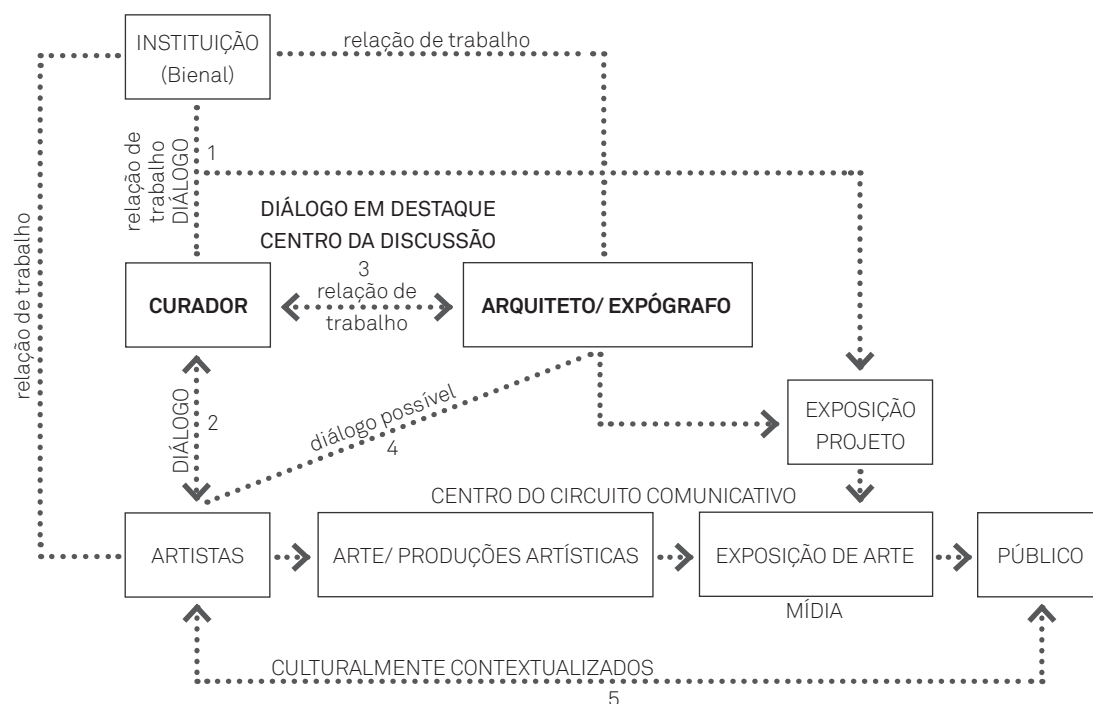 INSTITUIÇÃO
(Bienal)
relação de trabalho
relação de trabalho
relação de
trabalho
DIÁLOGO
1
DIÁLOGO EM DESTAQUE
CENTRO DA DISCUSSÃO
3
CURADOR
relação de
trabalho
ARQUITETO/ EXPÓGRAFO
DIÁLOGO
2
diálogo possível
4
EXPOSIÇÃO
PROJETO
CENTRO DO CIRCUITO COMUNICATIVO
ARTISTAS
ARTE/ PRODUÇÕES ARTÍSTICAS
EXPOSIÇÃO DE ARTE
PÚBLICO
MÍDIA
CULTURALMENTE CONTEXTUALIZADOS
5